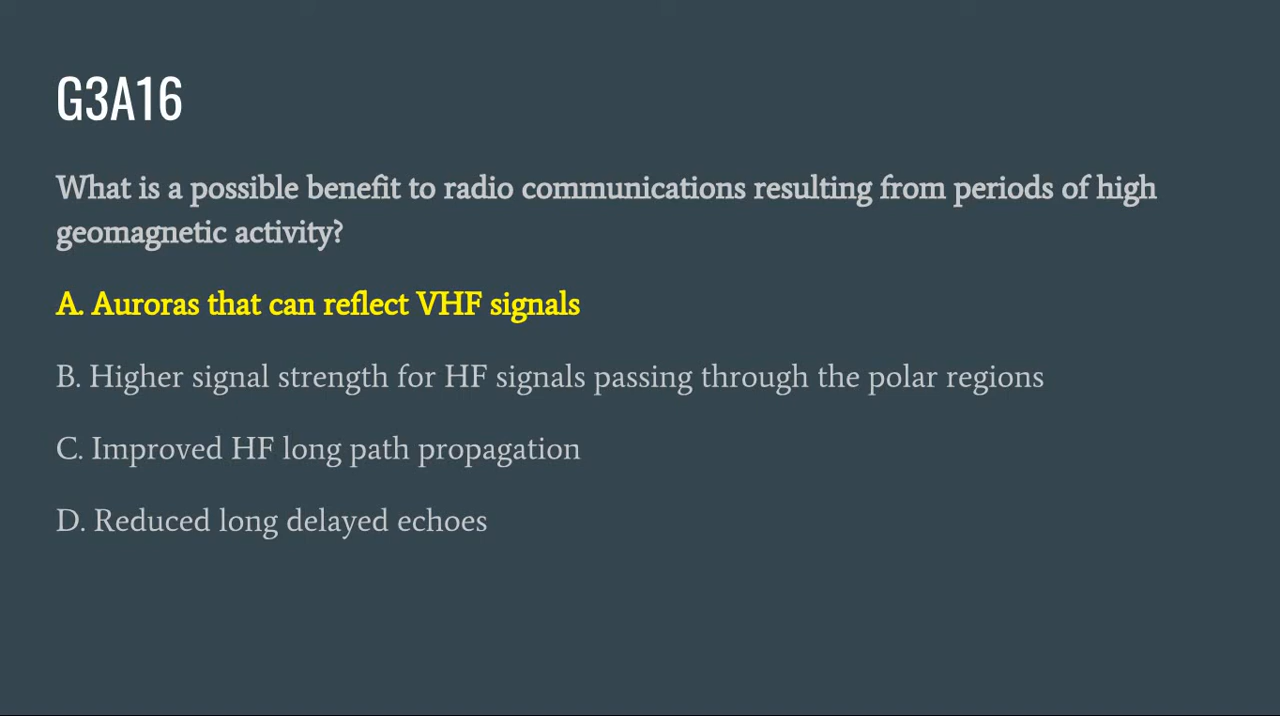 G3A16
What is a possible benefit to radio communications resulting from periods of high
geomagnetic activity?
A. Auroras that can reflect VHF signals
B. Higher signal strength for HF signals passing through the polar regions
C. Improved HF long path propagation
D. Reduced long delayed echoes